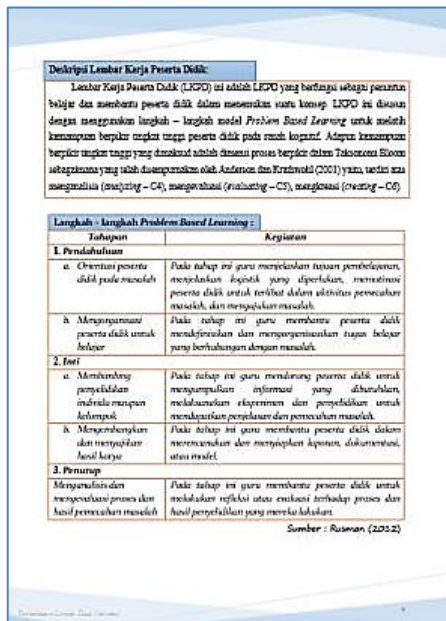 Deskripsi Lembar Kerja Peserta Didik:
Lembar Kerja Peserta Didik (LKPD) ini adalah LKPD yang berfungsi sebagai penuntun
belajar dan membantu peserta didik dalam menemukan suatu konsep. LKPD ini disusun
dengan menggunakan langkah – langkah model Problem Based Learning untuk melatih
kemampuan berpikir tingkat tinggi peserta didik pada ranah kognitif. Adapun kemampuan
berpikir tingkat tinggi yang dimaksud adalah dimensi proses berpikir dalam Taksonomi Bloom
sebagaimana yang telah disempurnakan oleh Anderson dan Krathwohl (2001) yaitu, terdiri atas
menganalisis (analyzing – C4), mengevaluasi (evaluating – C5), mengkreasi (creating – C6).
Langkah – langkah Problem Based Learning :
Tahapan Kegiatan
1. Pendahuluan
a. Orientasi peserta didik pada masalah
Pada tahap ini guru menjelaskan tujuan pembelajaran,
menjelaskan logistik yang diperlukan, memotivasi
peserta didik untuk terlibat dalam aktivitas pemecahan
masalah, dan mengajukan masalah.
b. Mengorganisasi
peserta didik untuk
belajar
Pada tahap ini guru membantu peserta didik
mendefinisikan dan mengorganisasikan tugas belajar
yang berhubungan dengan masalah.
2. Inti
a. Membimbing
penyelidikan
individu maupun
kelompok
Pada tahap ini guru mendorong peserta didik untuk
mengumpulkan informasi yang dibutuhkan,
melaksanakan eksperimen dan penyelidikan untuk
mendapatkan penjelasan dan pemecahan masalah.
b. Mengembangkan
dan menyajikan
hasil karya
Pada tahap ini guru membantu peserta didik dalam
merencanakan dan menyiapkan laporan, dokumentasi,
atau model.
3. Penutup
Menganalisis dan
mengevaluasi proses dan
hasil pemecahan masalah
Pada tahap ini guru membantu peserta didik untuk
melakukan refleksi atau evaluasi terhadap proses dan
hasil penyelidikan yang mereka lakukan.
Sumber : Rusman (2012)